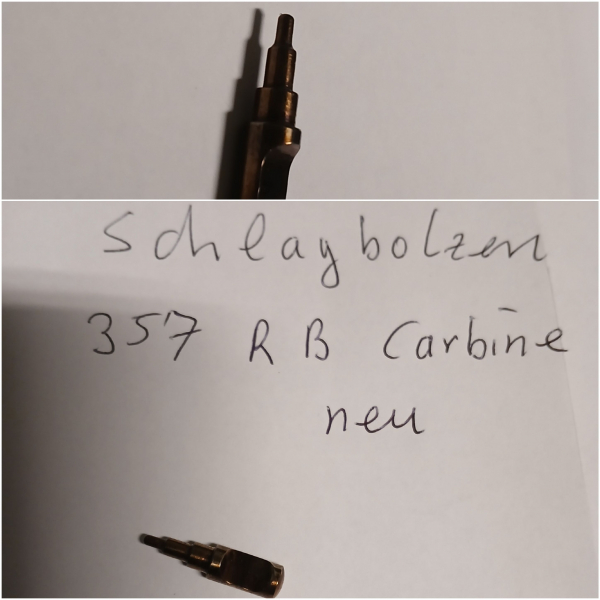 Schlagbolzen
357 RB Carbine
neu